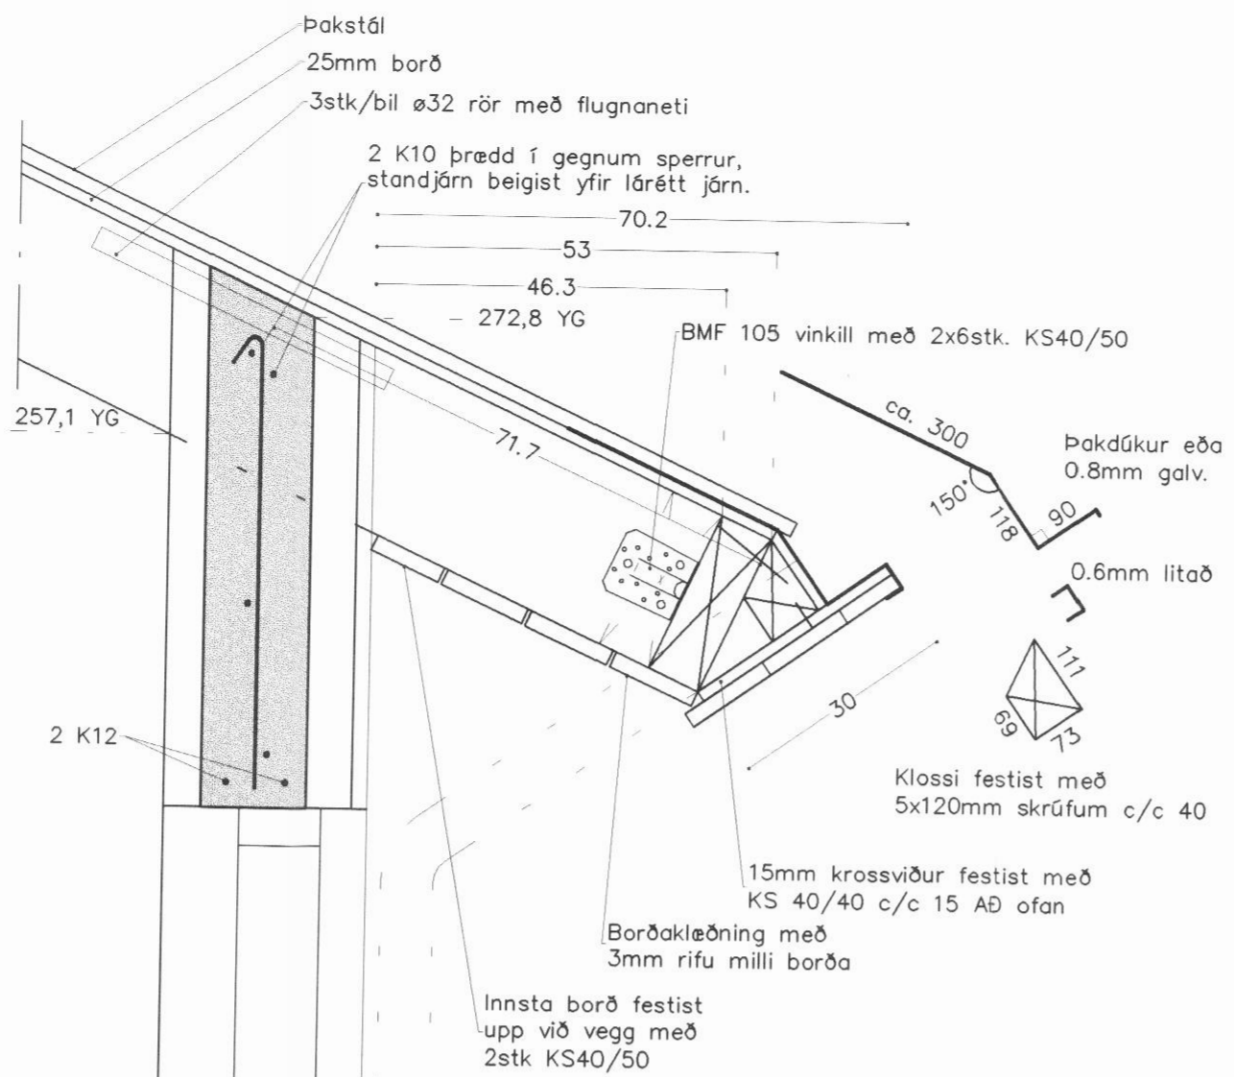 Þakstál
25mm borð
3stk/bil ø32 rör með flugnaneti
2 K10 þrædd í gegnum sperrur,
standjárn beigist yfir lárétt járn.
70.2
53
46.3
272,8 YG
BMF 105 vinkill með 2x6stk. KS40/50
257,1 YG
71.7
ca. 300
150°
118
90
Þakdúkur eða
0.8mm galv.
0.6mm litað
111
69
73
30
2 K12
Klossi festist með
5x120mm skrúfum c/c 40
15mm krossviður festist með
KS 40/40 c/c 15 AÐ ofan
Borðaklæðning með
3mm rifu milli borða
Innsta borð festist
upp við vegg með
2stk KS40/50